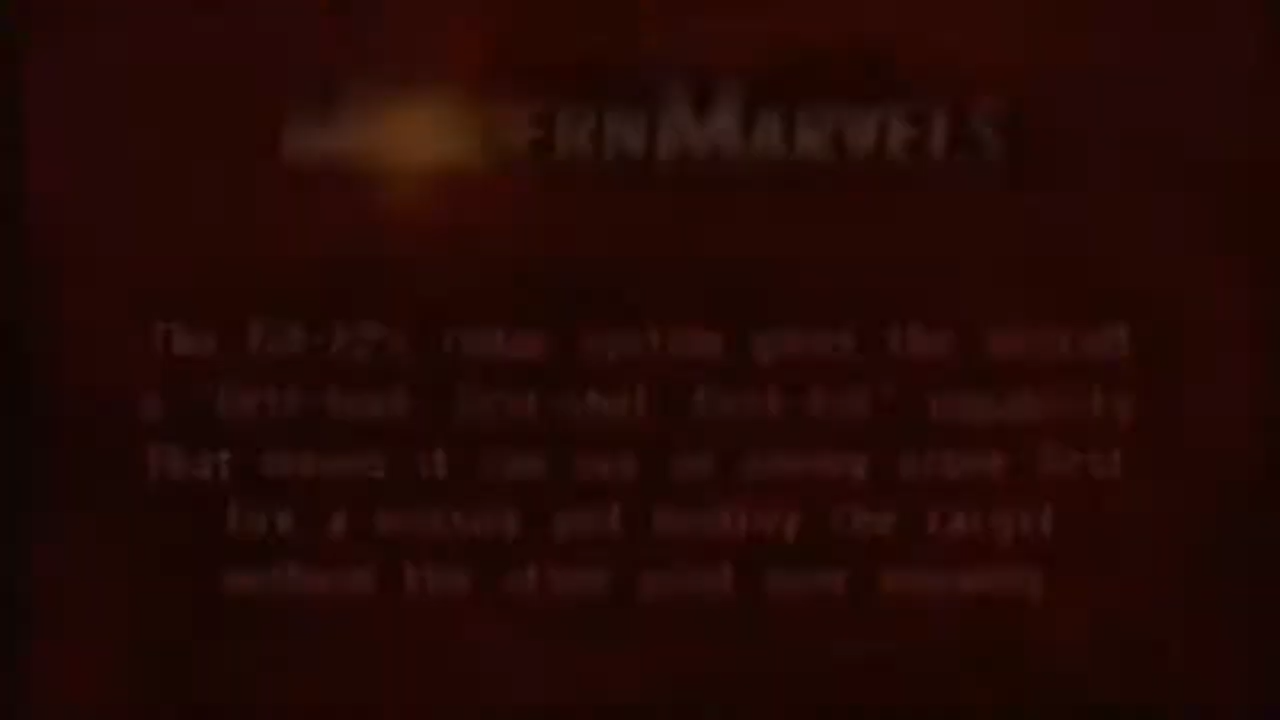 MODERNMARVELS
The radar system gives the aircraft
a "first-look, first-shot, first-kill" capability
That means it can see an enemy plane first
fire a missile and destroy the target
without the other pilot ever knowing